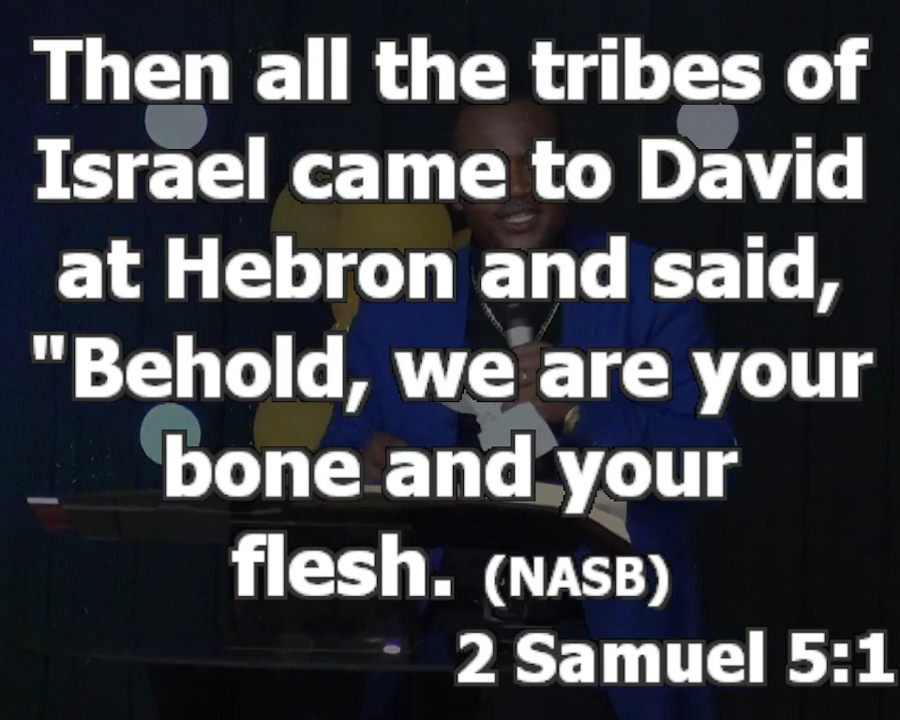 Then all the tribes of
Israel came to David
at Hebron and said,
"Behold, we are your
bone and your
flesh. (NASB)
2 Samuel 5:1